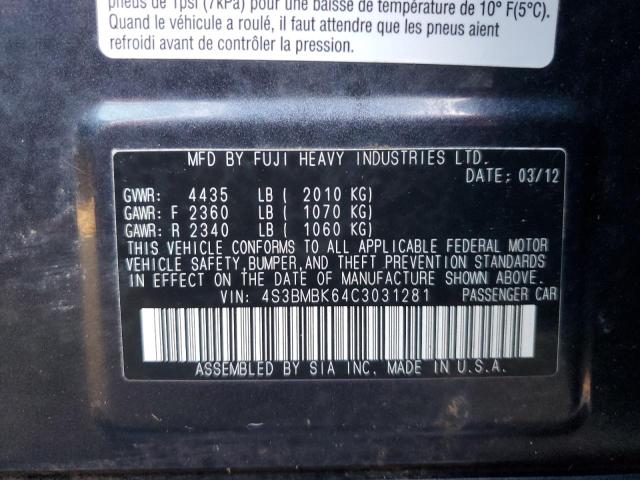 pneus de 1psi (7kPa) pour une baisse de température de 10° F(5°C).
Quand le véhicule a roulé, il faut attendre que les pneus aient
refroidi avant de contrôler la pression.
MFD BY FUJI HEAVY INDUSTRIES LTD.
DATE: 03/12
GVWR: 4435 LB ( 2010 KG)
GAWR: F 2360 LB ( 1070 KG)
GAWR: R 2340 LB ( 1060 KG)
THIS VEHICLE CONFORMS TO ALL APPLICABLE FEDERAL MOTOR
VEHICLE SAFETY,BUMPER,AND THEFT PREVENTION STANDARDS
IN EFFECT ON THE DATE OF MANUFACTURE SHOWN ABOVE.
VIN: 4S3BMBK64C3031281 PASSENGER CAR
ASSEMBLED BY SIA INC. MADE IN U.S.A.